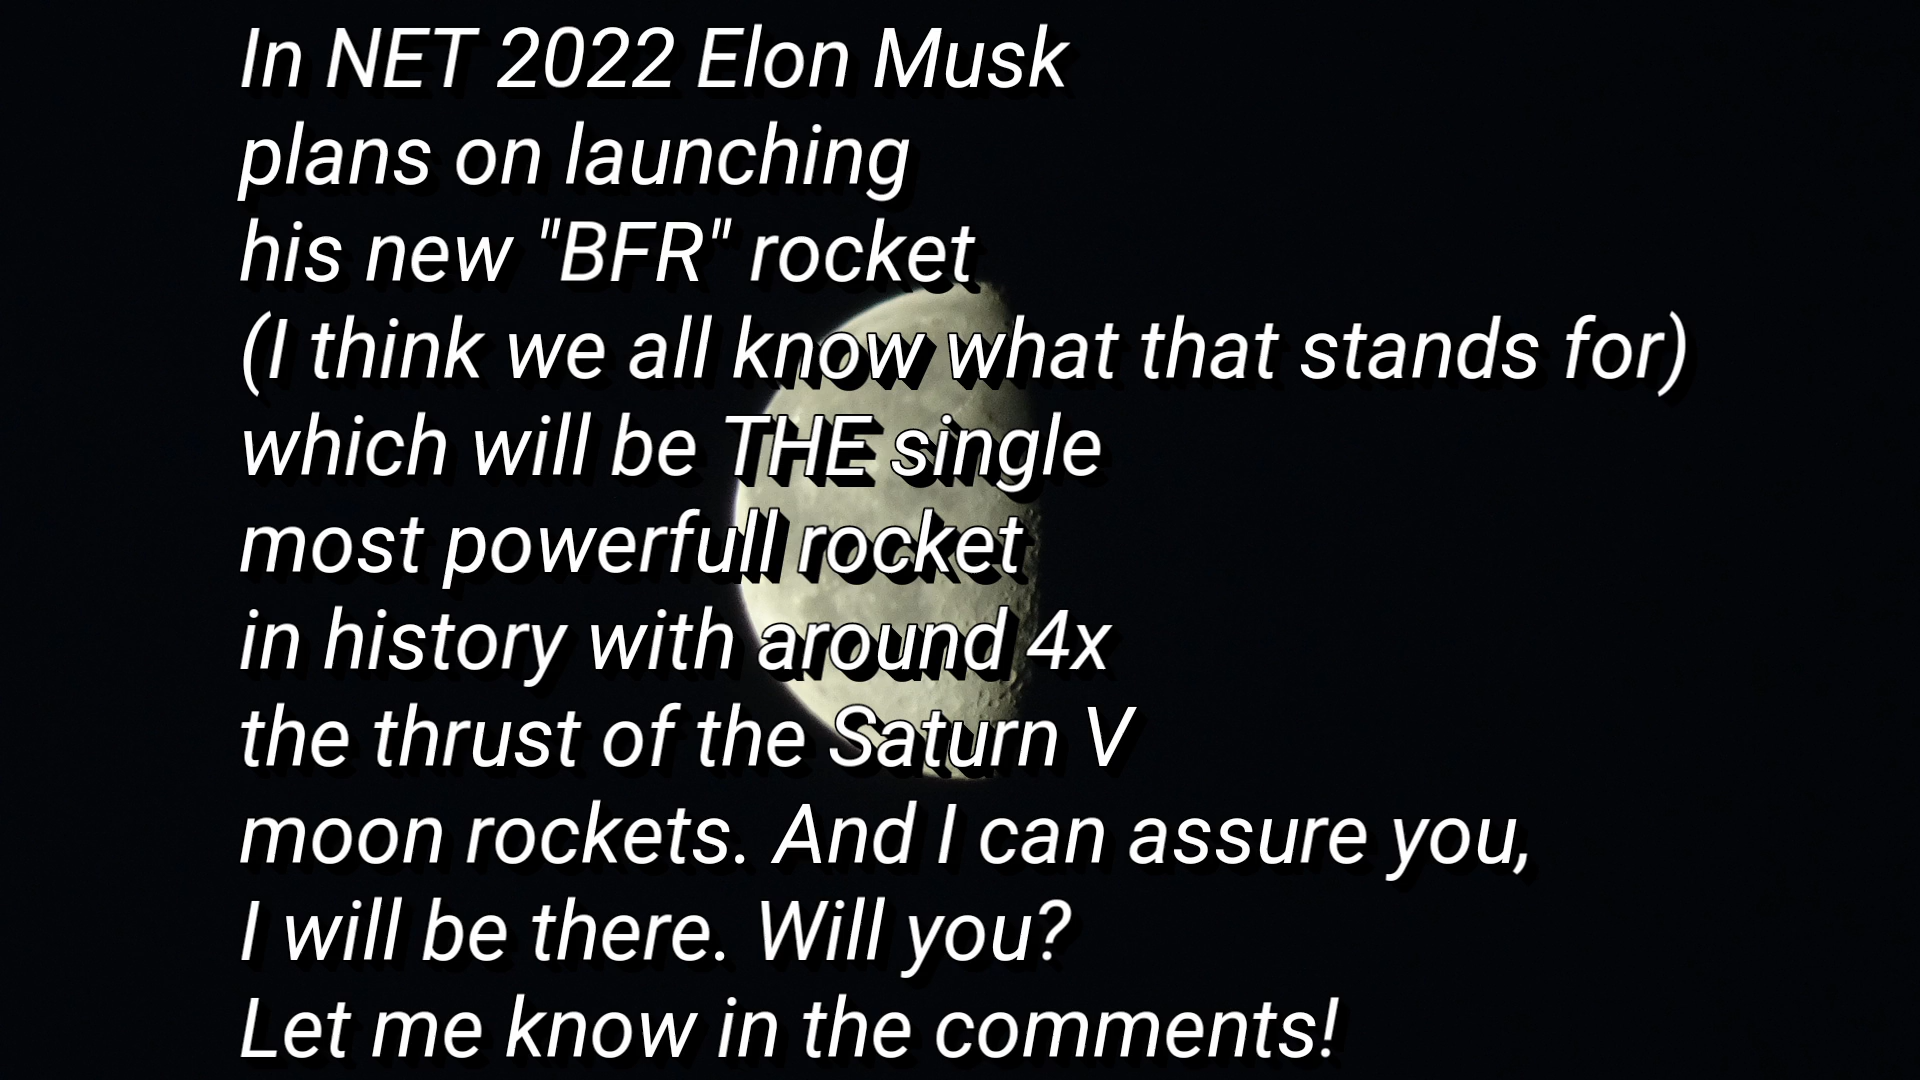 In NET 2022 Elon Musk
plans on launching
his new "BFR" rocket
(I think we all know what that stands for)
which will be THE single
most powerfull rocket
in history with around 4x
the thrust of the Saturn V
moon rockets. And I can assure you,
I will be there. Will you?
Let me know in the comments!